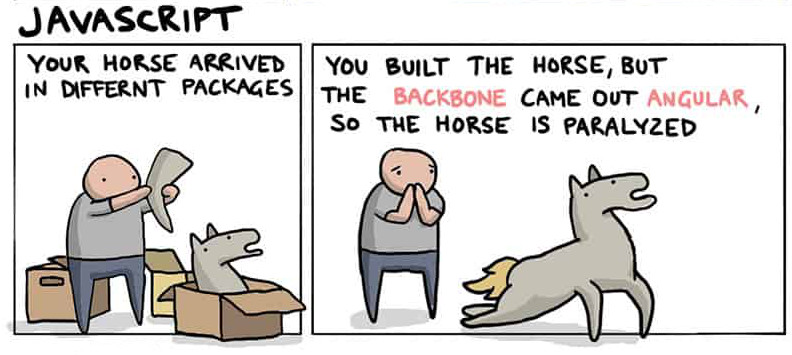 JAVASCRIPT
YOUR HORSE ARRIVED
IN DIFFERNT PACKAGES
YOU BUILT THE HORSE, BUT
THE BACKBONE CAME OUT ANGULAR,
SO THE HORSE IS PARALYZED